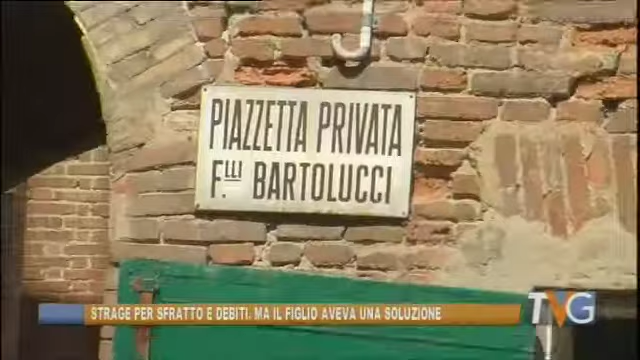 PIAZZETTA PRIVATA
F.LLI BARTOLUCCI
STRAGE PER SFRATTO E DEBITI. MA IL FIGLIO AVEVA UNA SOLUZIONE
TVG